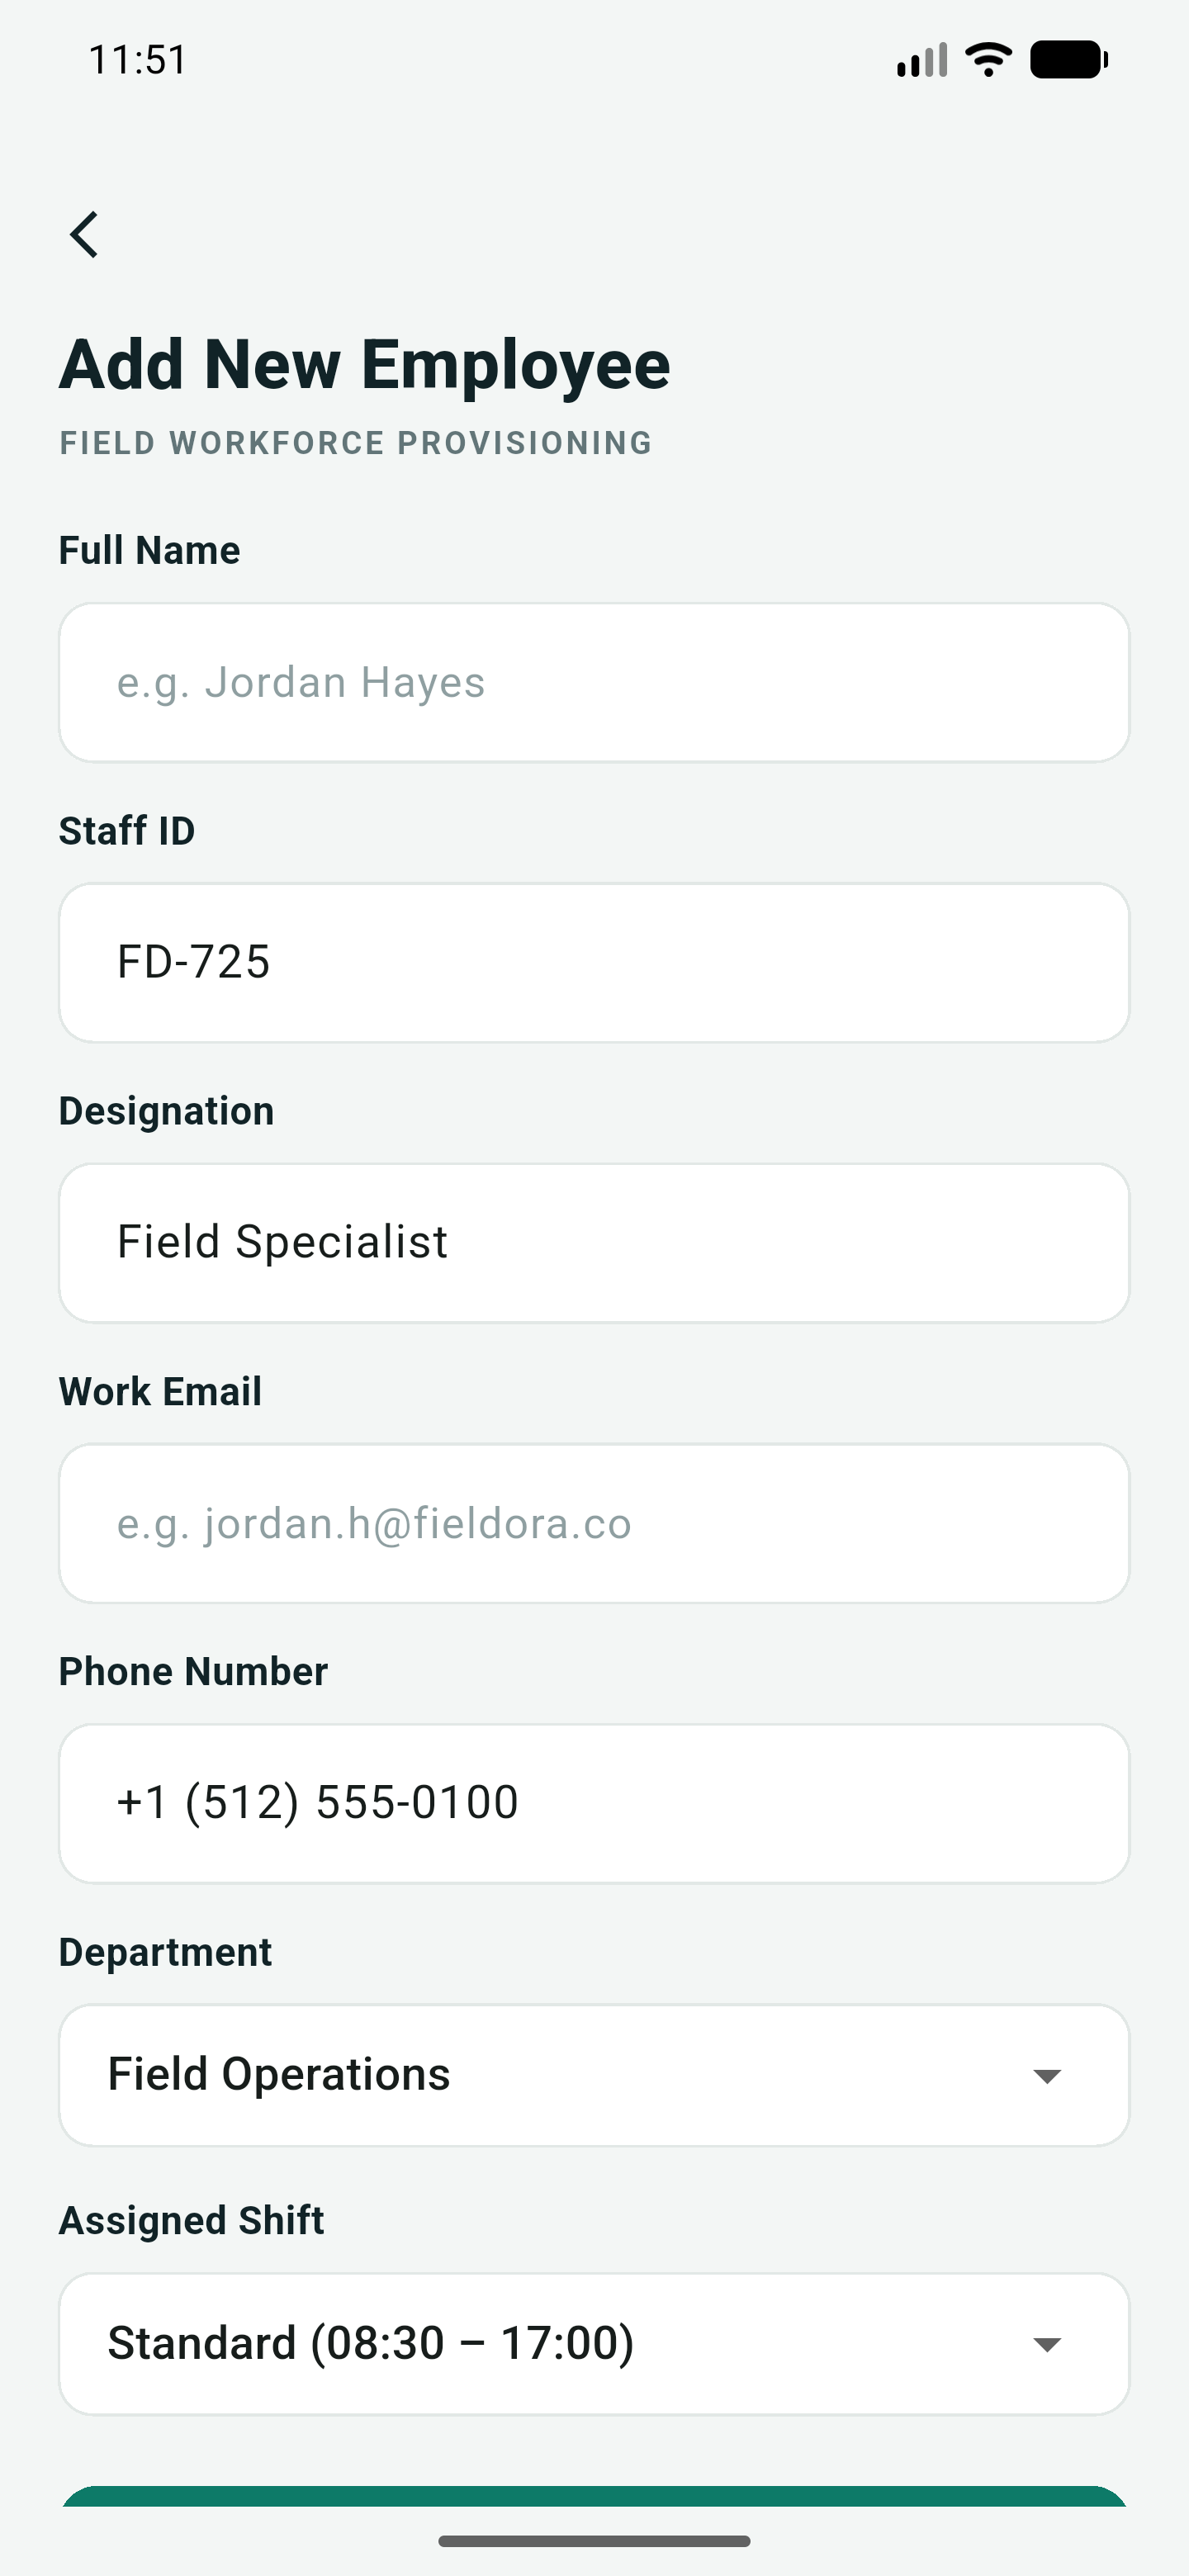 11:51
Add New Employee
FIELD WORKFORCE PROVISIONING
Full Name
e.g. Jordan Hayes
Staff ID
FD-725
Designation
Field Specialist
Work Email
e.g. jordan.h@fieldora.co
Phone Number
+1 (512) 555-0100
Department
Field Operations
Assigned Shift
Standard (08:30 – 17:00)